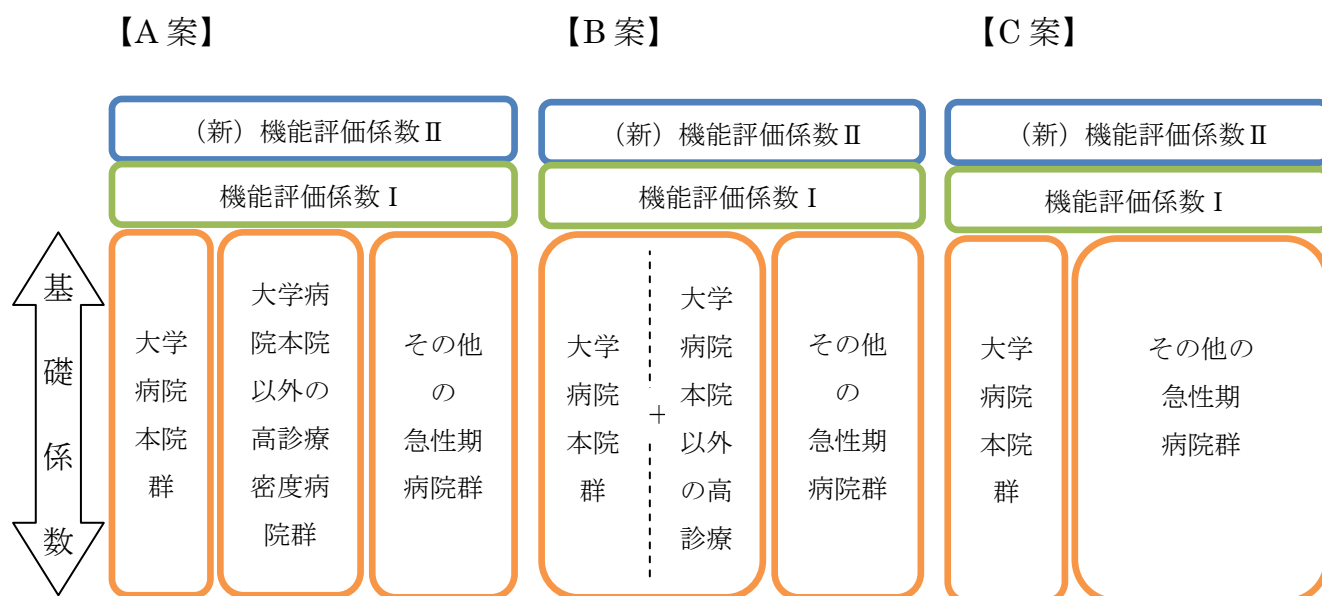 【A 案】
【B 案】
【C 案】
（新）機能評価係数Ⅱ
（新）機能評価係数Ⅱ
（新）機能評価係数Ⅱ
機能評価係数Ⅰ
機能評価係数Ⅰ
機能評価係数Ⅰ
基
礎
係
数
大学
病院
本院
群
大学病
院本院
以外の
高診療
密度病
院群
その他
の
急性期
病院群
大学
病院
本院
群
+
大学
病院
本院
以外
の高
診療
その他
の
急性期
病院群
大学
病院
本院
群
その他の
急性期
病院群